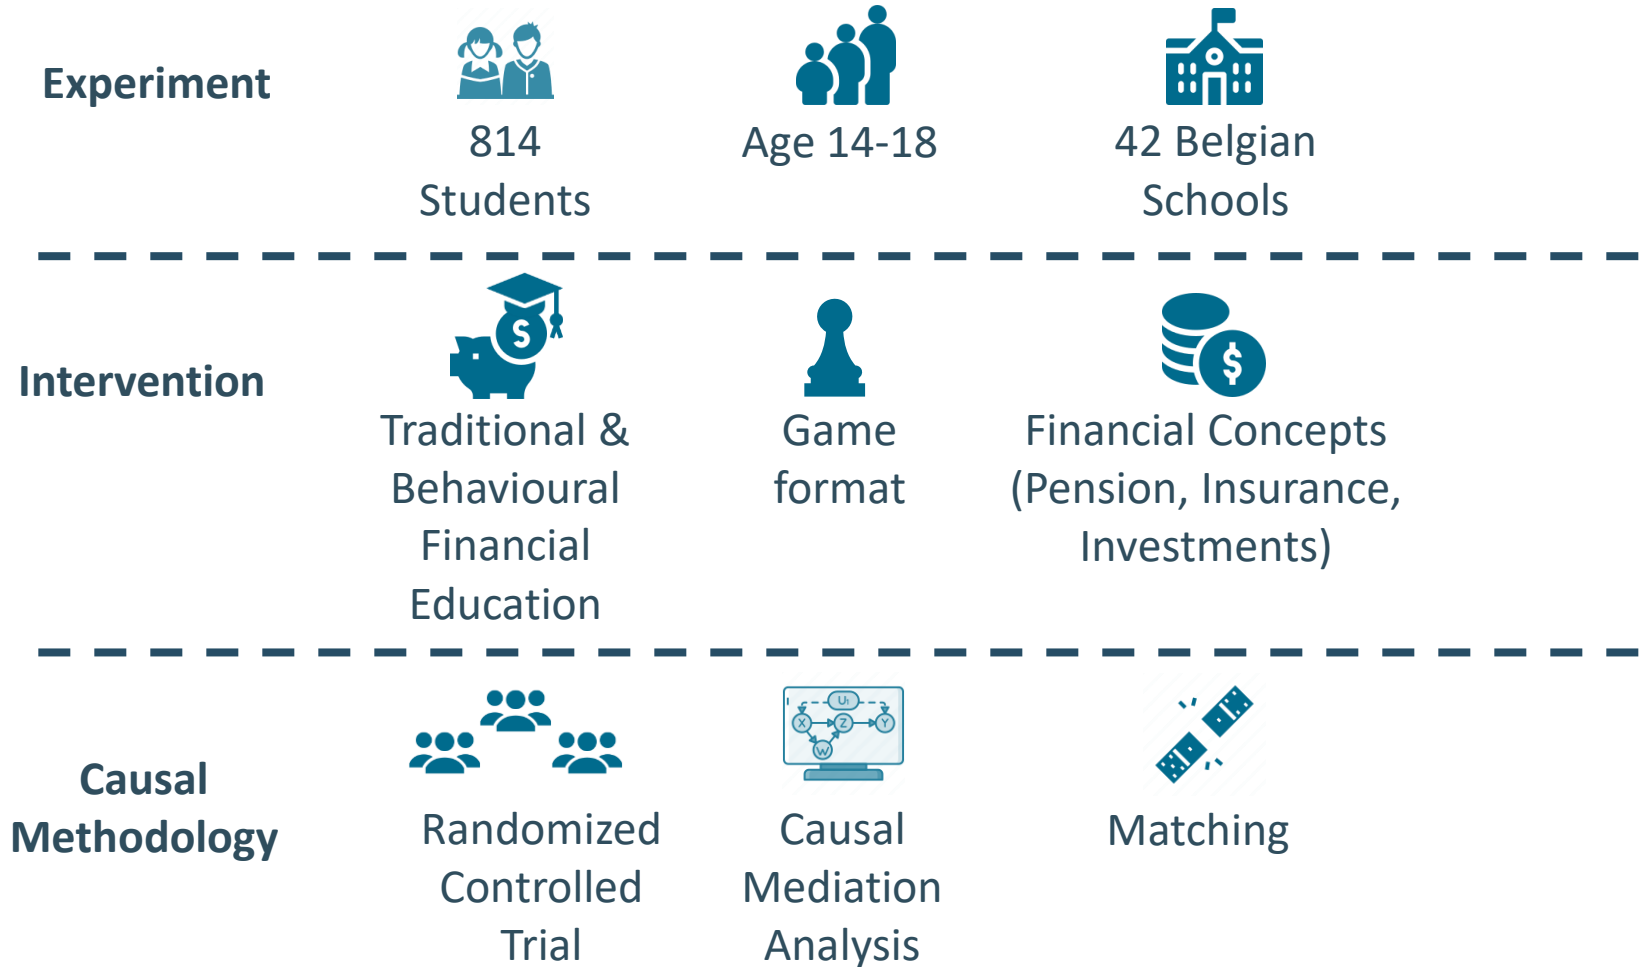 Experiment
814
Students
Age 14-18
42 Belgian
Schools
Intervention
$
Traditional &
Behavioural
Financial
Education
Game
format
$
Financial Concepts
(Pension, Insurance,
Investments)
Causal
Methodology
Randomized
Controlled
Trial
U₁
X Z Y
W
Causal
Mediation
Analysis
Matching